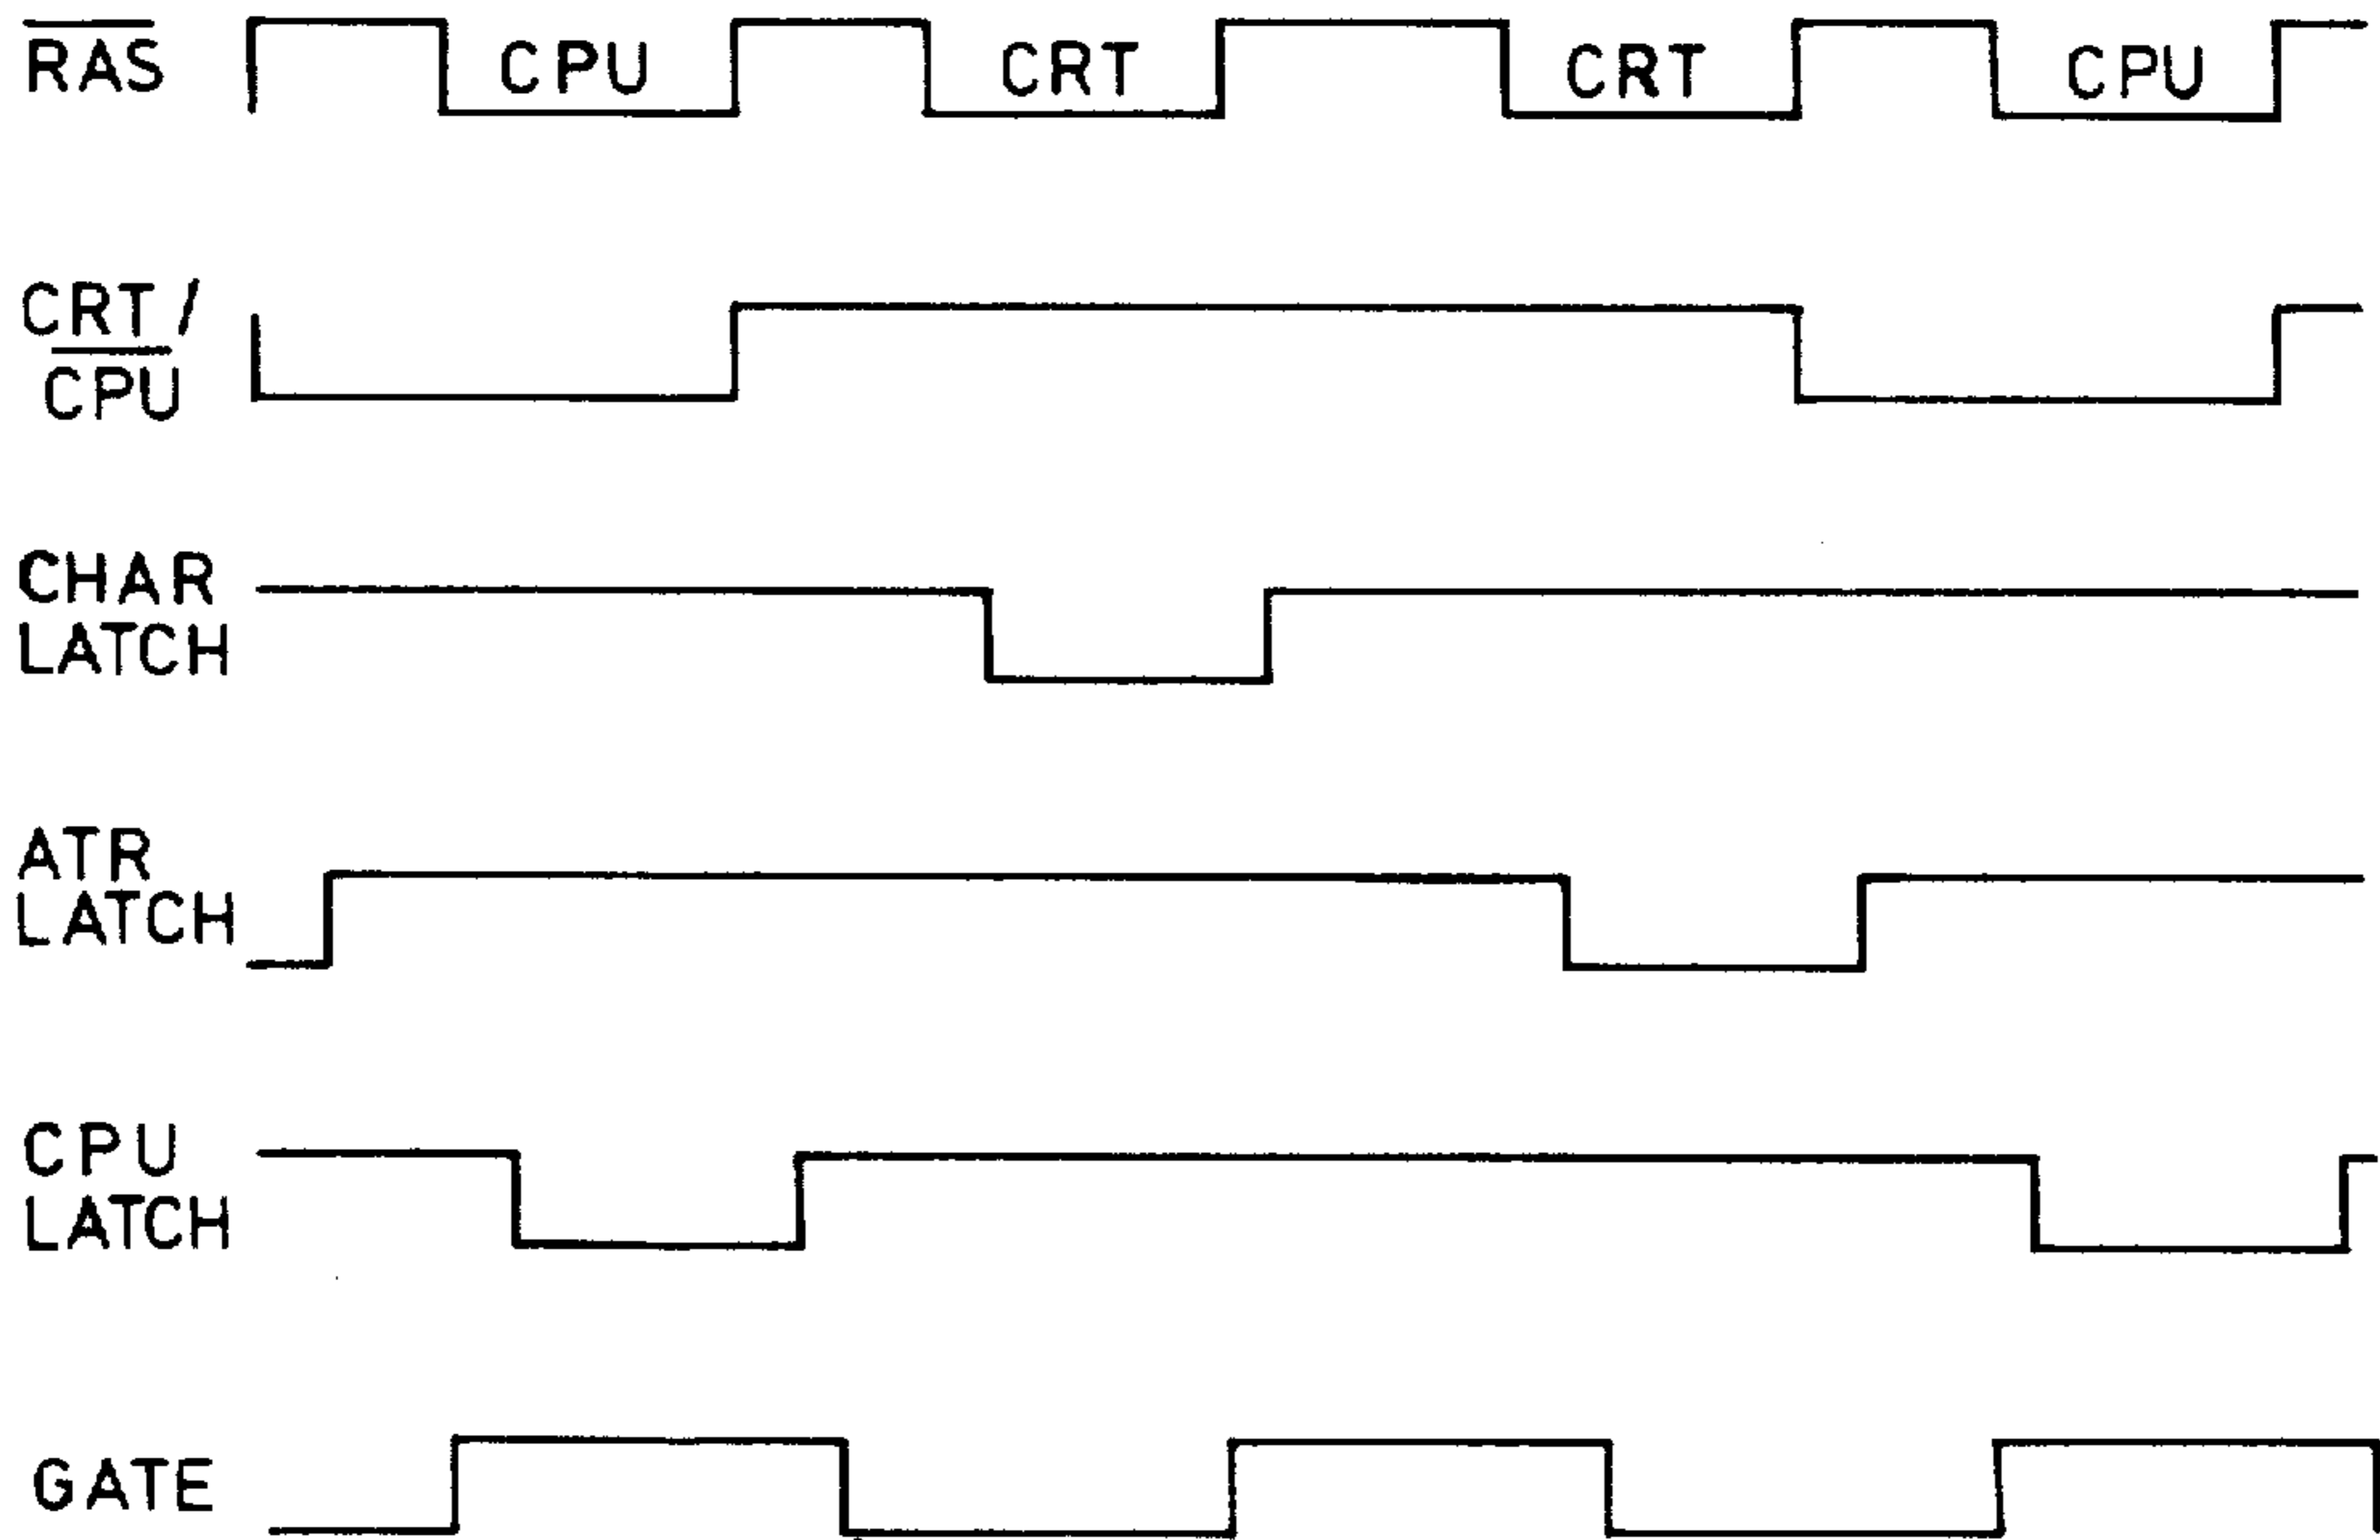 RAS
CPU
CRT
CRT
CPU
CRT /
CPU
CHAR
LATCH
ATR
LATCH
CPU
LATCH
GATE